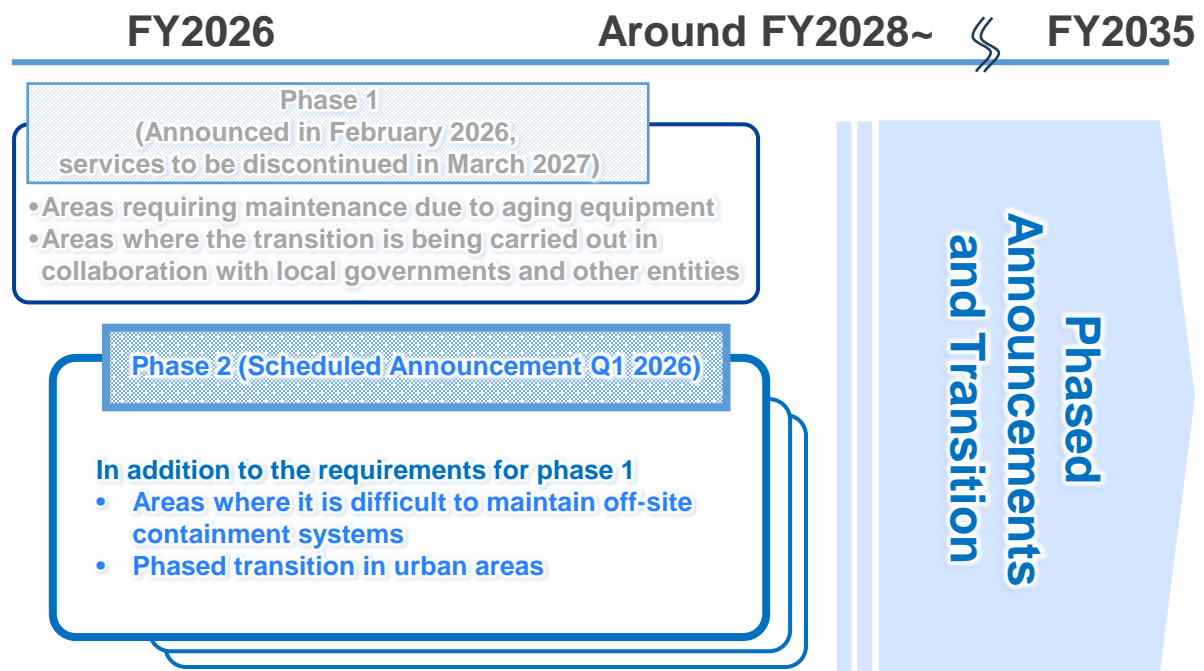 FY2026
Around FY2028~
FY2035
Phase 1
(Announced in February 2026,
services to be discontinued in March 2027)
•Areas requiring maintenance due to aging equipment
•Areas where the transition is being carried out in
collaboration with local governments and other entities
Phase 2 (Scheduled Announcement Q1 2026)
In addition to the requirements for phase 1
• Areas where it is difficult to maintain off-site
containment systems
• Phased transition in urban areas
Phased
Announcements
and Transition